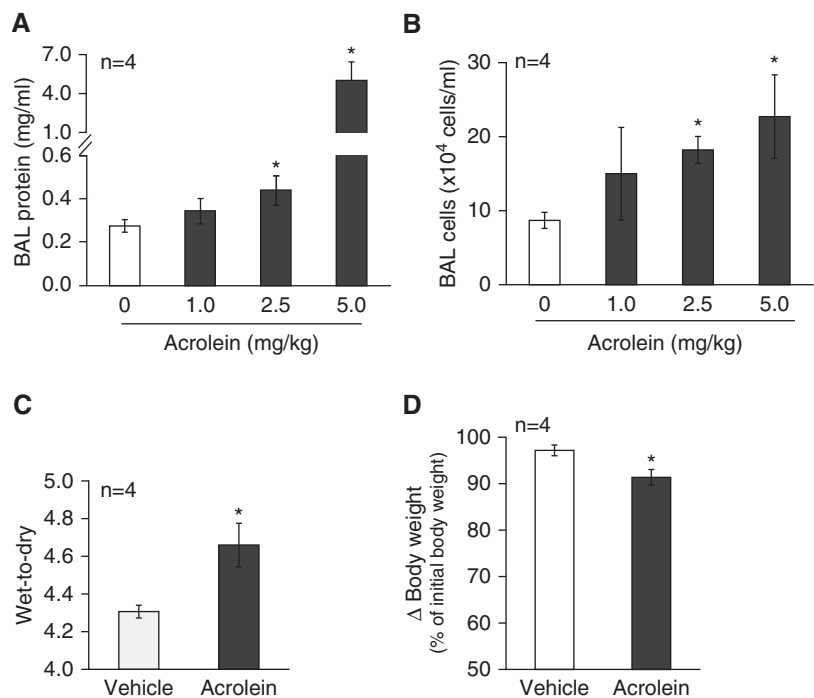 A
BAL protein (mg/ml)
7.0
4.0
1.0
0.6
0.4
0.2
0.0
n=4
*
*
0 1.0 2.5 5.0
Acrolein (mg/kg)
B
BAL cells (x10⁴ cells/ml)
30
20
10
0
n=4
*
*
0 1.0 2.5 5.0
Acrolein (mg/kg)
C
Wet-to-dry
5.0
4.8
4.6
4.4
4.2
4.0
n=4
*
Vehicle Acrolein
D
Δ Body weight
(% of initial body weight)
100
90
80
70
60
50
n=4
*
Vehicle Acrolein